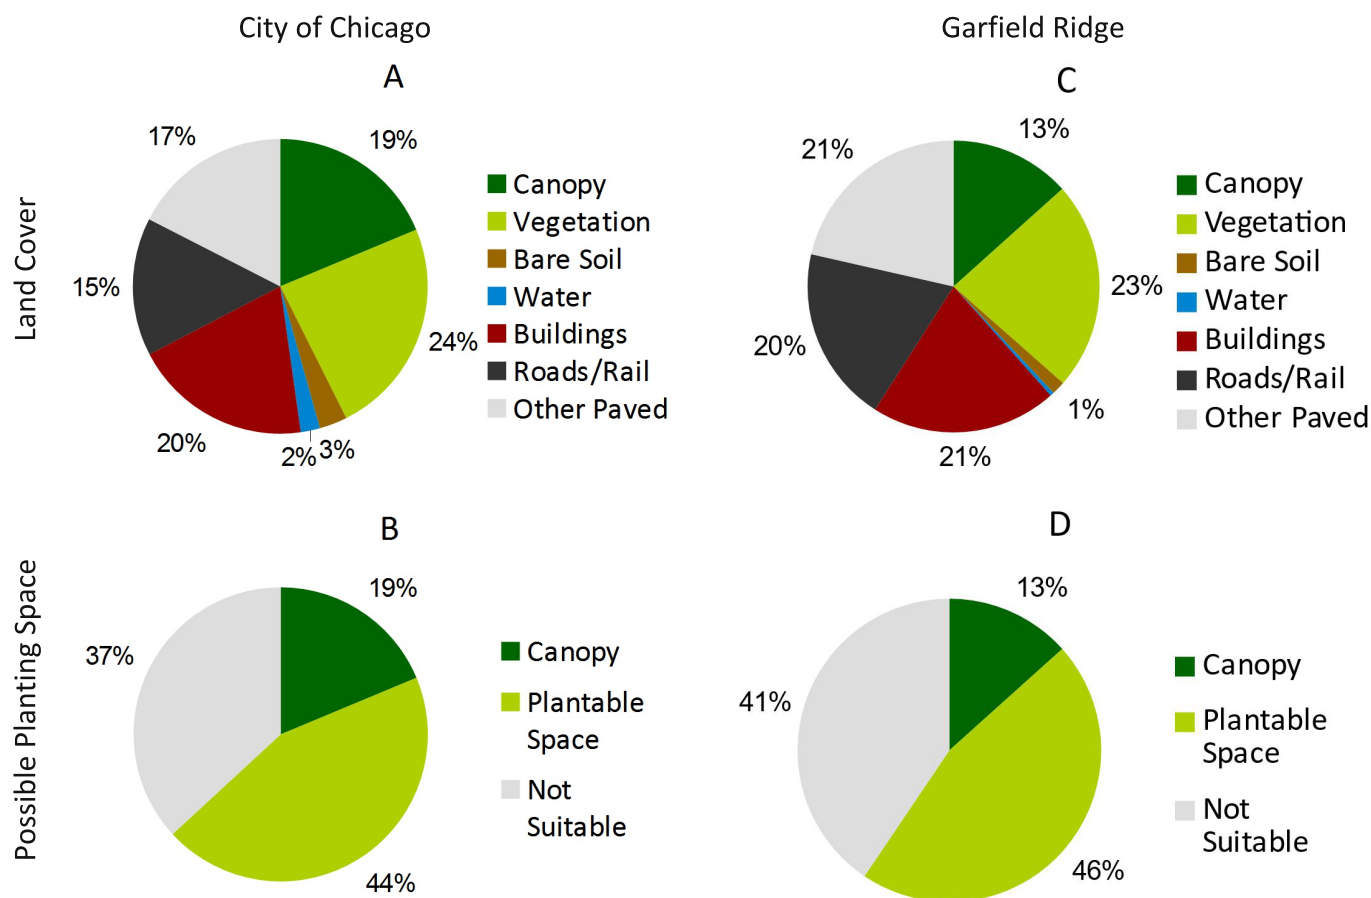 City of Chicago
Garfield Ridge
Land Cover
A
17%
19%
15%
24%
20%
2%
3%
Canopy
Vegetation
Bare Soil
Water
Buildings
Roads/Rail
Other Paved
C
13%
21%
23%
20%
1%
21%
Canopy
Vegetation
Bare Soil
Water
Buildings
Roads/Rail
Other Paved
Possible Planting Space
B
19%
37%
44%
Canopy
Plantable
Space
Not
Suitable
D
13%
41%
46%
Canopy
Plantable
Space
Not
Suitable